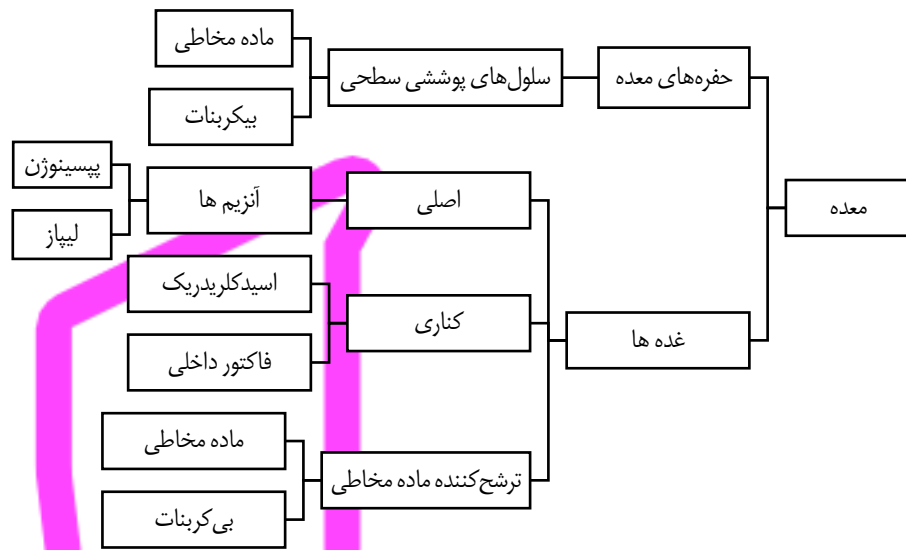 معده
حفره‌های معده
سلول‌های پوششی سطحی
ماده مخاطی
بیکربنات
غده ها
اصلی
آنزیم ها
پپسینوژن
لیپاز
کناری
اسیدکلریدریک
فاکتور داخلی
ترشح‌کننده ماده مخاطی
ماده مخاطی
بی‌کربنات